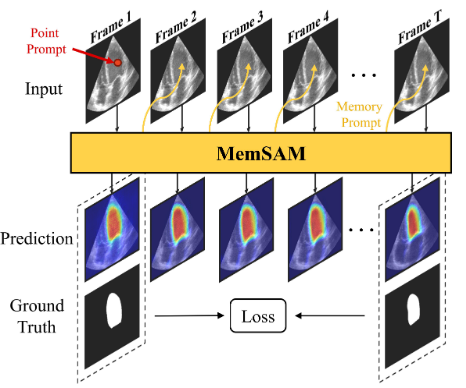 Frame 1
Frame 2
Frame 3
Frame 4
Frame T
Point
Prompt
Input
Memory
Prompt
MemSAM
Prediction
Ground
Truth
Loss